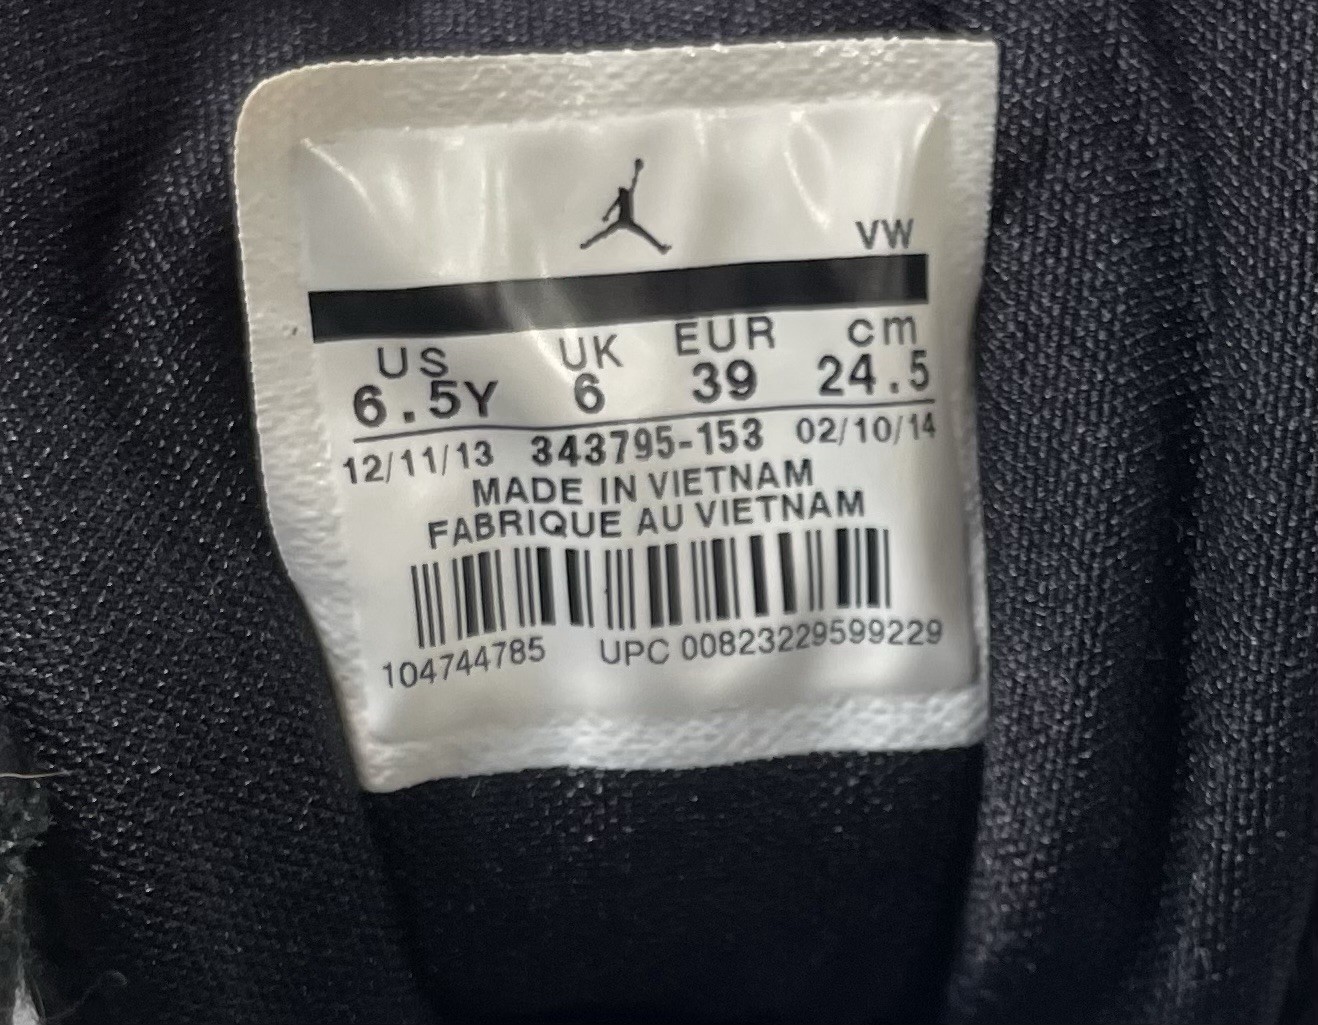 VW
US UK EUR cm
6.5Y 6 39 24.5
12/11/13 343795-153 02/10/14
MADE IN VIETNAM
FABRIQUE AU VIETNAM
104744785 UPC 00823229599229